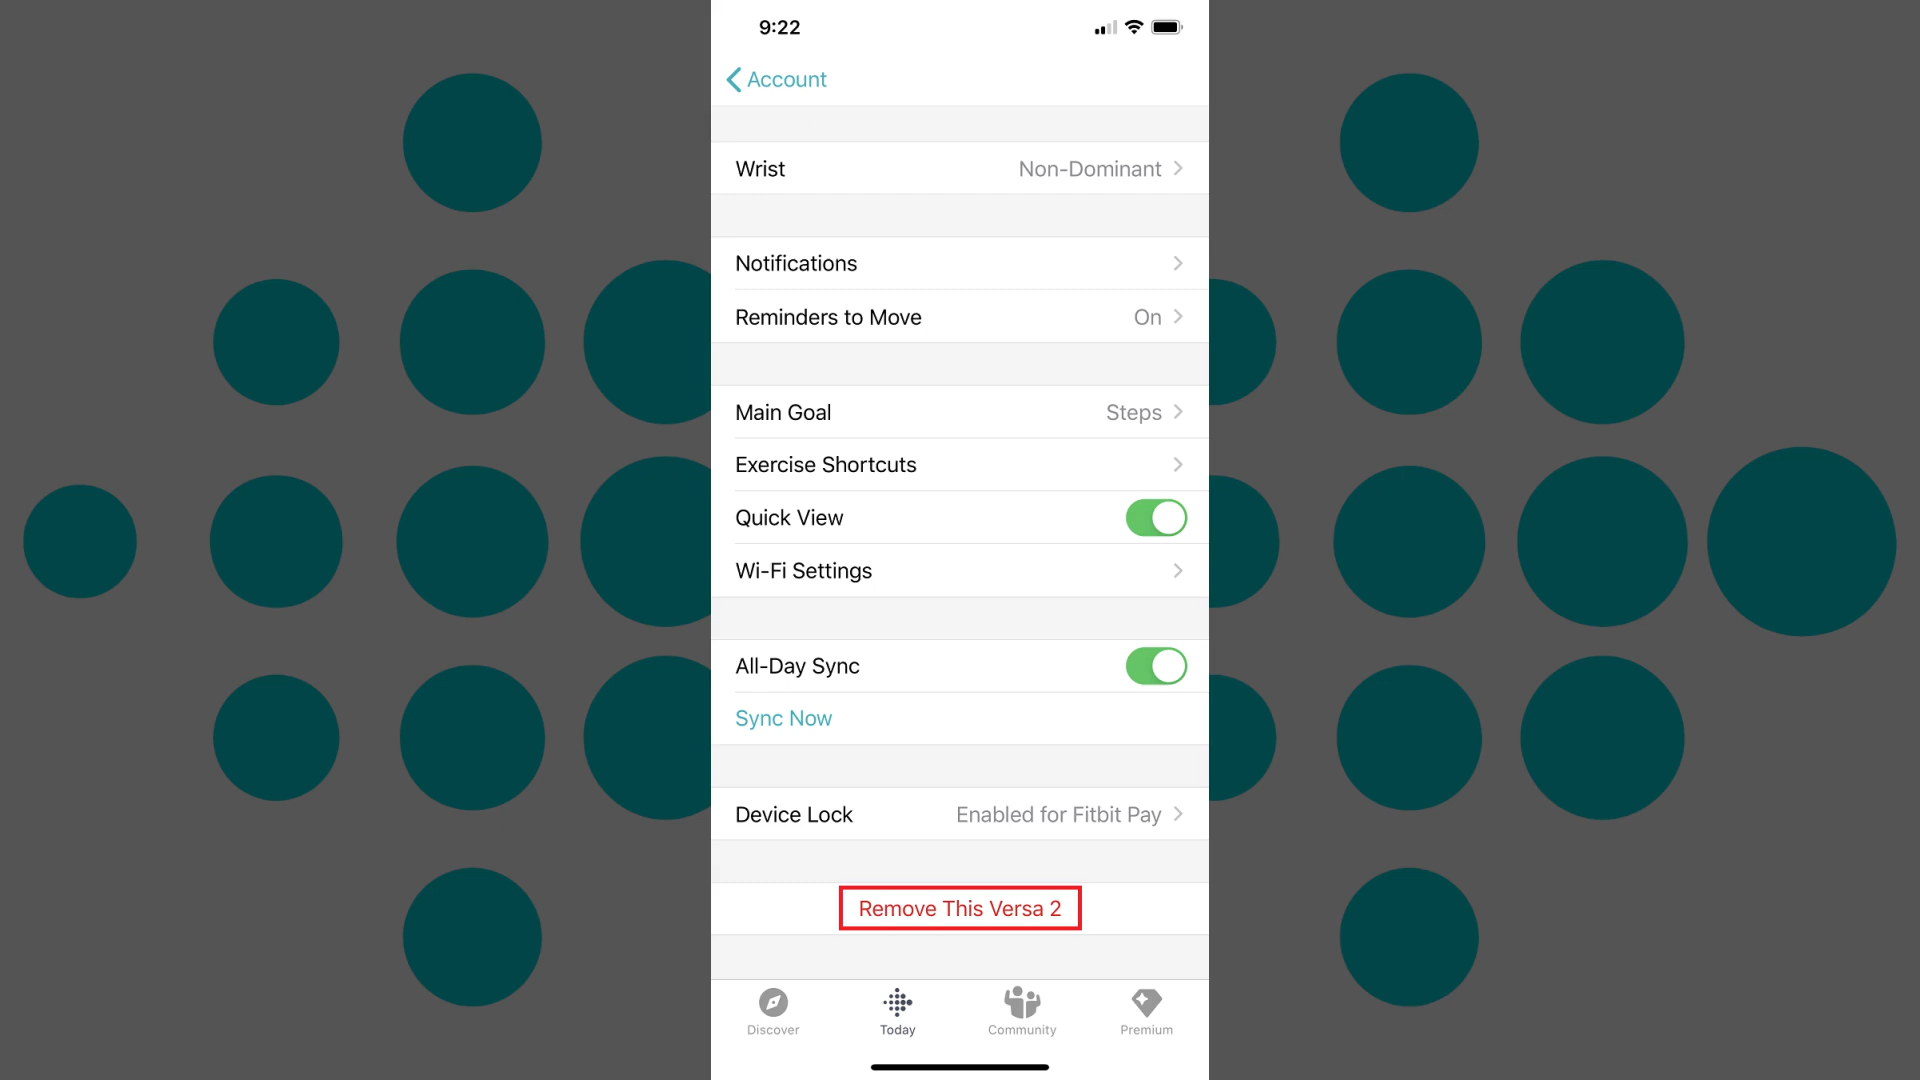 9:22
Account
Wrist Non-Dominant
Notifications
Reminders to Move On
Main Goal Steps
Exercise Shortcuts
Quick View
Wi-Fi Settings
All-Day Sync
Sync Now
Device Lock Enabled for Fitbit Pay
Remove This Versa 2
Discover Today Community Premium